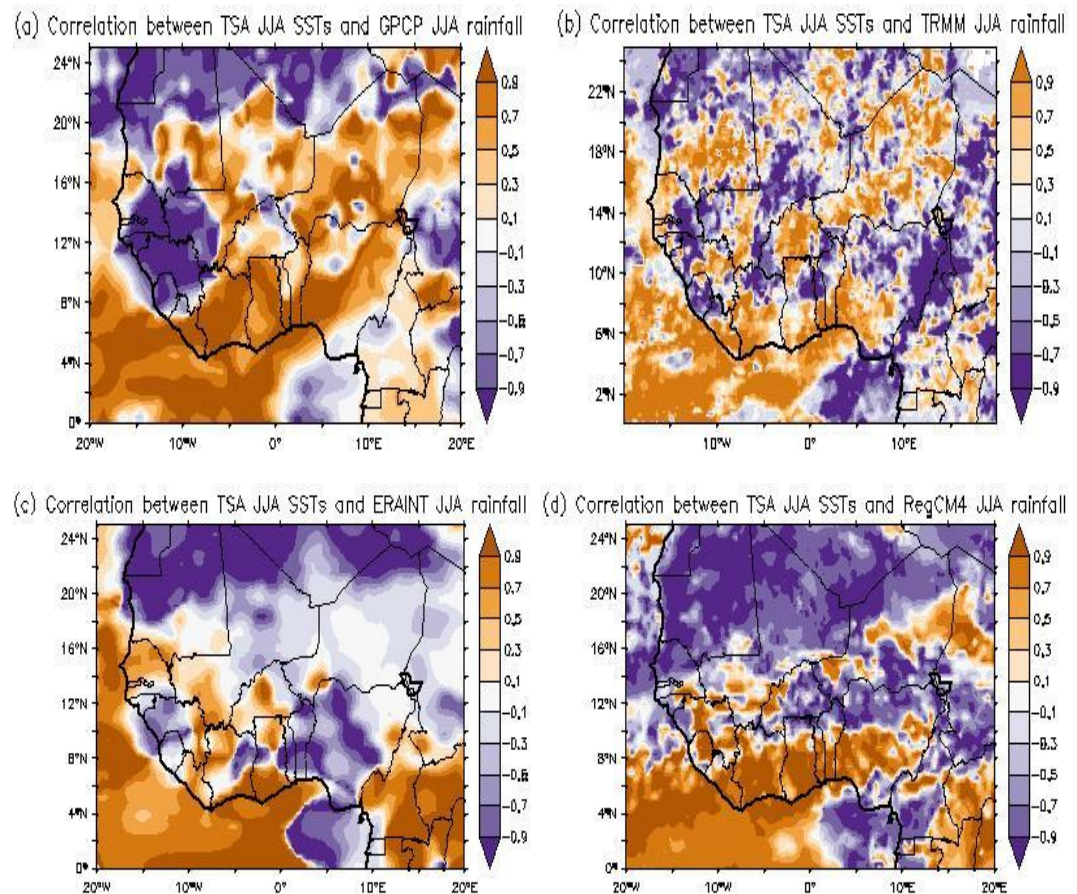 (a) Correlation between TSA JJA SSTs and GPCP JJA rainfall
24°N
20°N
16°N
12°N
8°N
4°N
0°
20°W
10°W
0°
10°E
20°E
0.9
0.7
0.5
0.3
0.1
-0.1
-0.3
-0.5
-0.7
-0.9
(b) Correlation between TSA JJA SSTs and TRMM JJA rainfall
22°N
18°N
14°N
10°N
6°N
2°N
10°W
0°
10°E
0.9
0.7
0.5
0.3
0.1
-0.1
-0.3
-0.5
-0.7
-0.9
(c) Correlation between TSA JJA SSTs and ERAINT JJA rainfall
24°N
20°N
16°N
12°N
8°N
4°N
0°
20°W
10°W
0°
10°E
20°E
0.9
0.7
0.5
0.3
0.1
-0.1
-0.3
-0.5
-0.7
-0.9
(d) Correlation between TSA JJA SSTs and RegCM4 JJA rainfall
24°N
20°N
16°N
12°N
8°N
4°N
0°
20°W
10°W
0°
10°E
20°E
0.9
0.7
0.5
0.3
0.1
-0.1
-0.3
-0.5
-0.7
-0.9